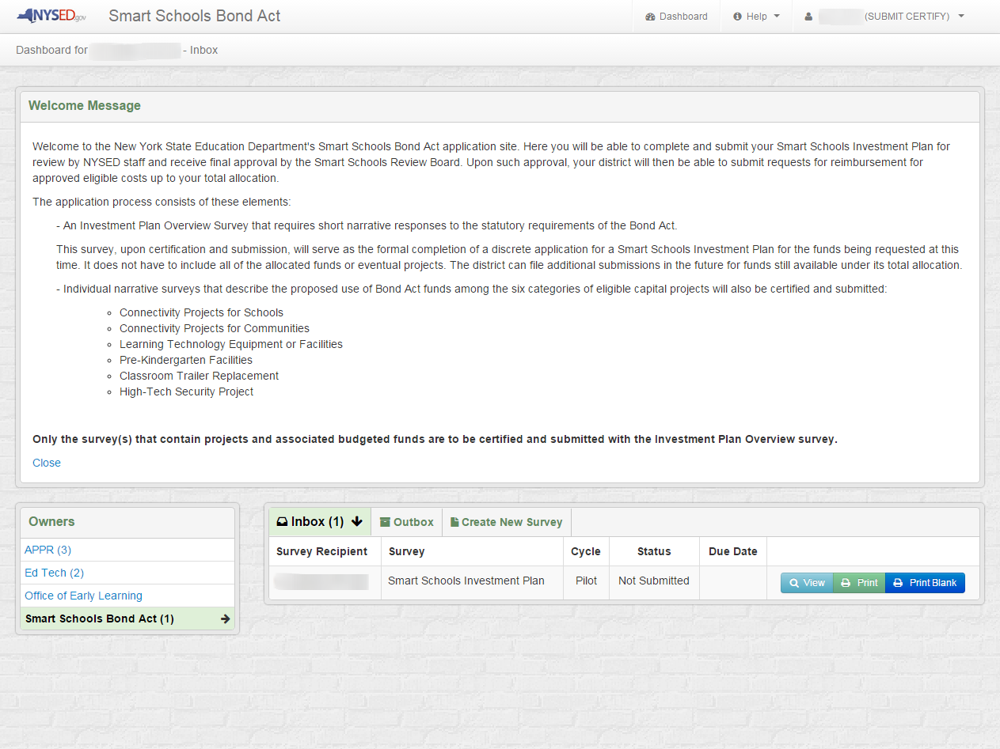 NYSED.gov Smart Schools Bond Act Dashboard Help (SUBMIT CERTIFY)
Dashboard for - Inbox
Welcome Message
Welcome to the New York State Education Department's Smart Schools Bond Act application site. Here you will be able to complete and submit your Smart Schools Investment Plan for
review by NYSED staff and receive final approval by the Smart Schools Review Board. Upon such approval, your district will then be able to submit requests for reimbursement for
approved eligible costs up to your total allocation.
The application process consists of these elements:
- An Investment Plan Overview Survey that requires short narrative responses to the statutory requirements of the Bond Act.
This survey, upon certification and submission, will serve as the formal completion of a discrete application for a Smart Schools Investment Plan for the funds being requested at this
time. It does not have to include all of the allocated funds or eventual projects. The district can file additional submissions in the future for funds still available under its total allocation.
- Individual narrative surveys that describe the proposed use of Bond Act funds among the six categories of eligible capital projects will also be certified and submitted:
Connectivity Projects for Schools
Connectivity Projects for Communities
Learning Technology Equipment or Facilities
Pre-Kindergarten Facilities
Classroom Trailer Replacement
High-Tech Security Project
Only the survey(s) that contain projects and associated budgeted funds are to be certified and submitted with the Investment Plan Overview survey.
Close
Owners
APPR (3)
Ed Tech (2)
Office of Early Learning
Smart Schools Bond Act (1)
Inbox (1) Outbox Create New Survey
Survey Recipient Survey Cycle Status Due Date
Smart Schools Investment Plan Pilot Not Submitted View Print Print Blank